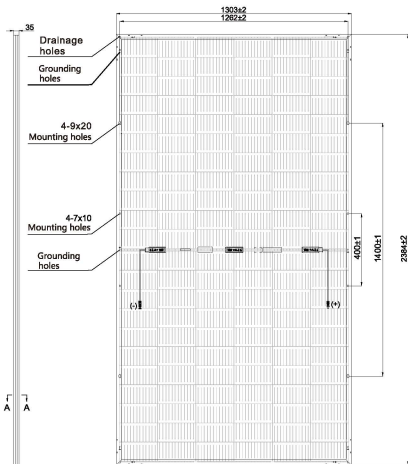 1303±2
1262±2
35
Drainage
holes
Grounding
holes
4-9x20
Mounting holes
4-7x10
Mounting holes
Grounding
holes
400±1
1400±1
2384±2
(-)
(+)
A
A